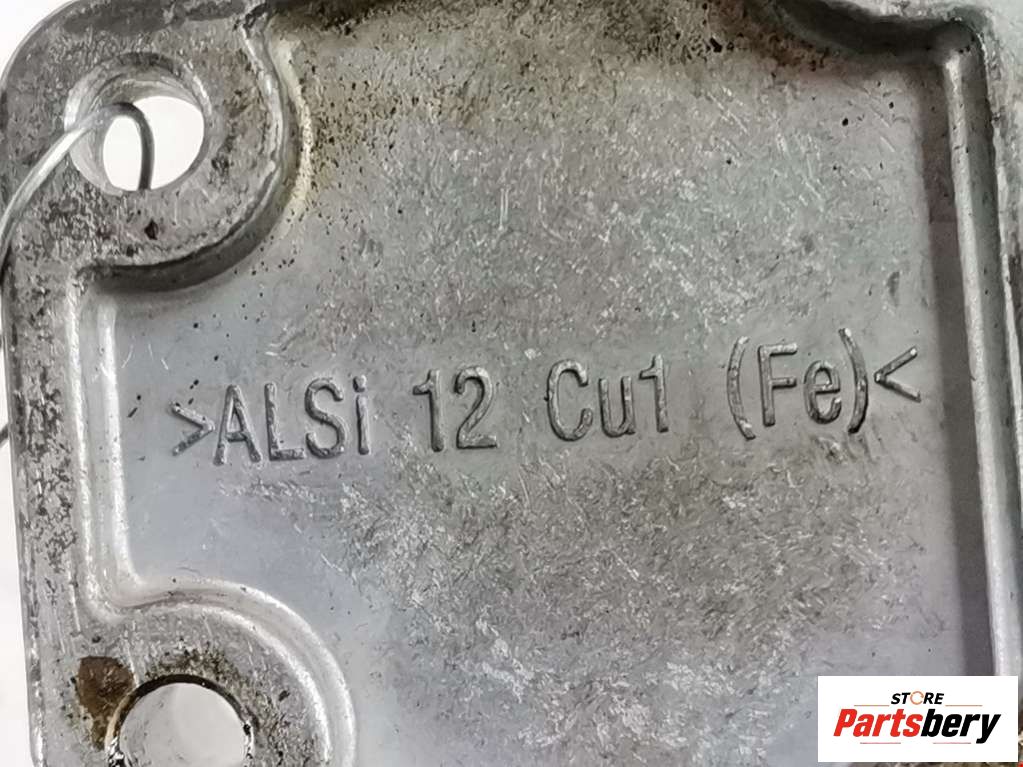 >ALSi 12 Cu1 (Fe)<
STORE
Partsbery